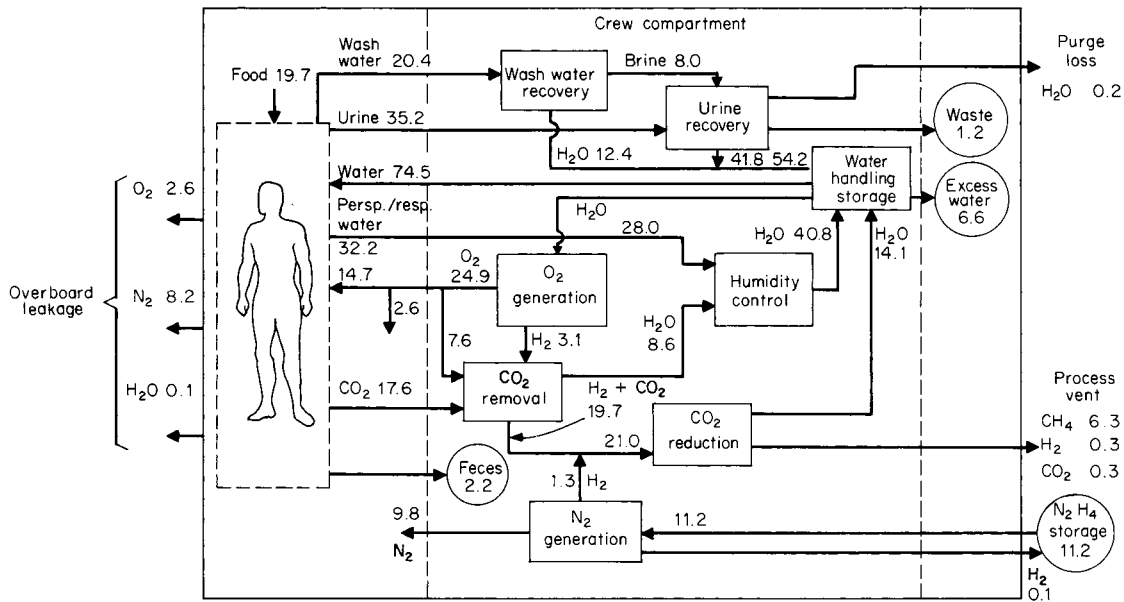 Crew compartment
Wash
water 20.4
Food 19.7
Wash water
recovery
Brine 8.0
Urine
recovery
Purge
loss
H₂O 0.2
Waste
1.2
Urine 35.2
H₂O 12.4
41.8 54.2
Water
handling
storage
Excess
water
6.6
Water 74.5
Persp./resp.
water
32.2
28.0
H₂O
H₂O 40.8
H₂O
14.1
Overboard
leakage
O₂ 2.6
N₂ 8.2
H₂O 0.1
14.7
O₂
24.9
O₂
generation
Humidity
control
2.6
7.6
H₂ 3.1
H₂O
8.6
CO₂ 17.6
CO₂
removal
H₂ + CO₂
19.7
21.0
CO₂
reduction
Process
vent
CH₄ 6.3
H₂ 0.3
CO₂ 0.3
Feces
2.2
1.3 H₂
9.8
N₂
N₂
generation
11.2
N₂ H₄
storage
11.2
H₂
0.1